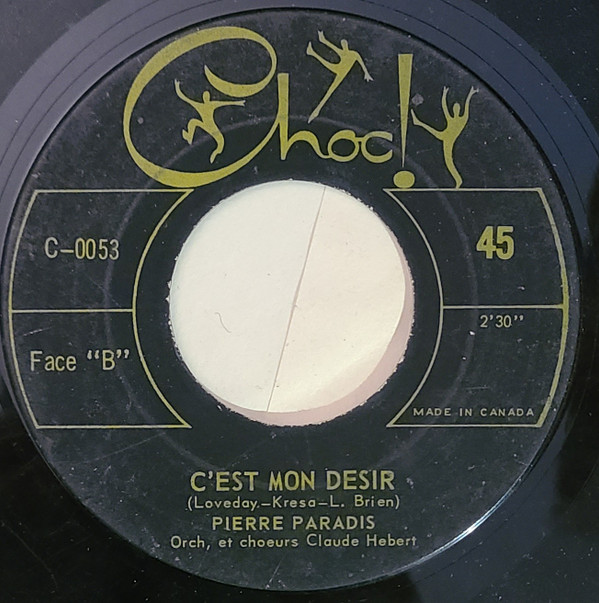 Choc!
C-0053
45
2'30"
Face "B"
MADE IN CANADA
C'EST MON DESIR
(Loveday.-Kresa-L. Brien)
PIERRE PARADIS
Orch, et choeurs Claude Hebert